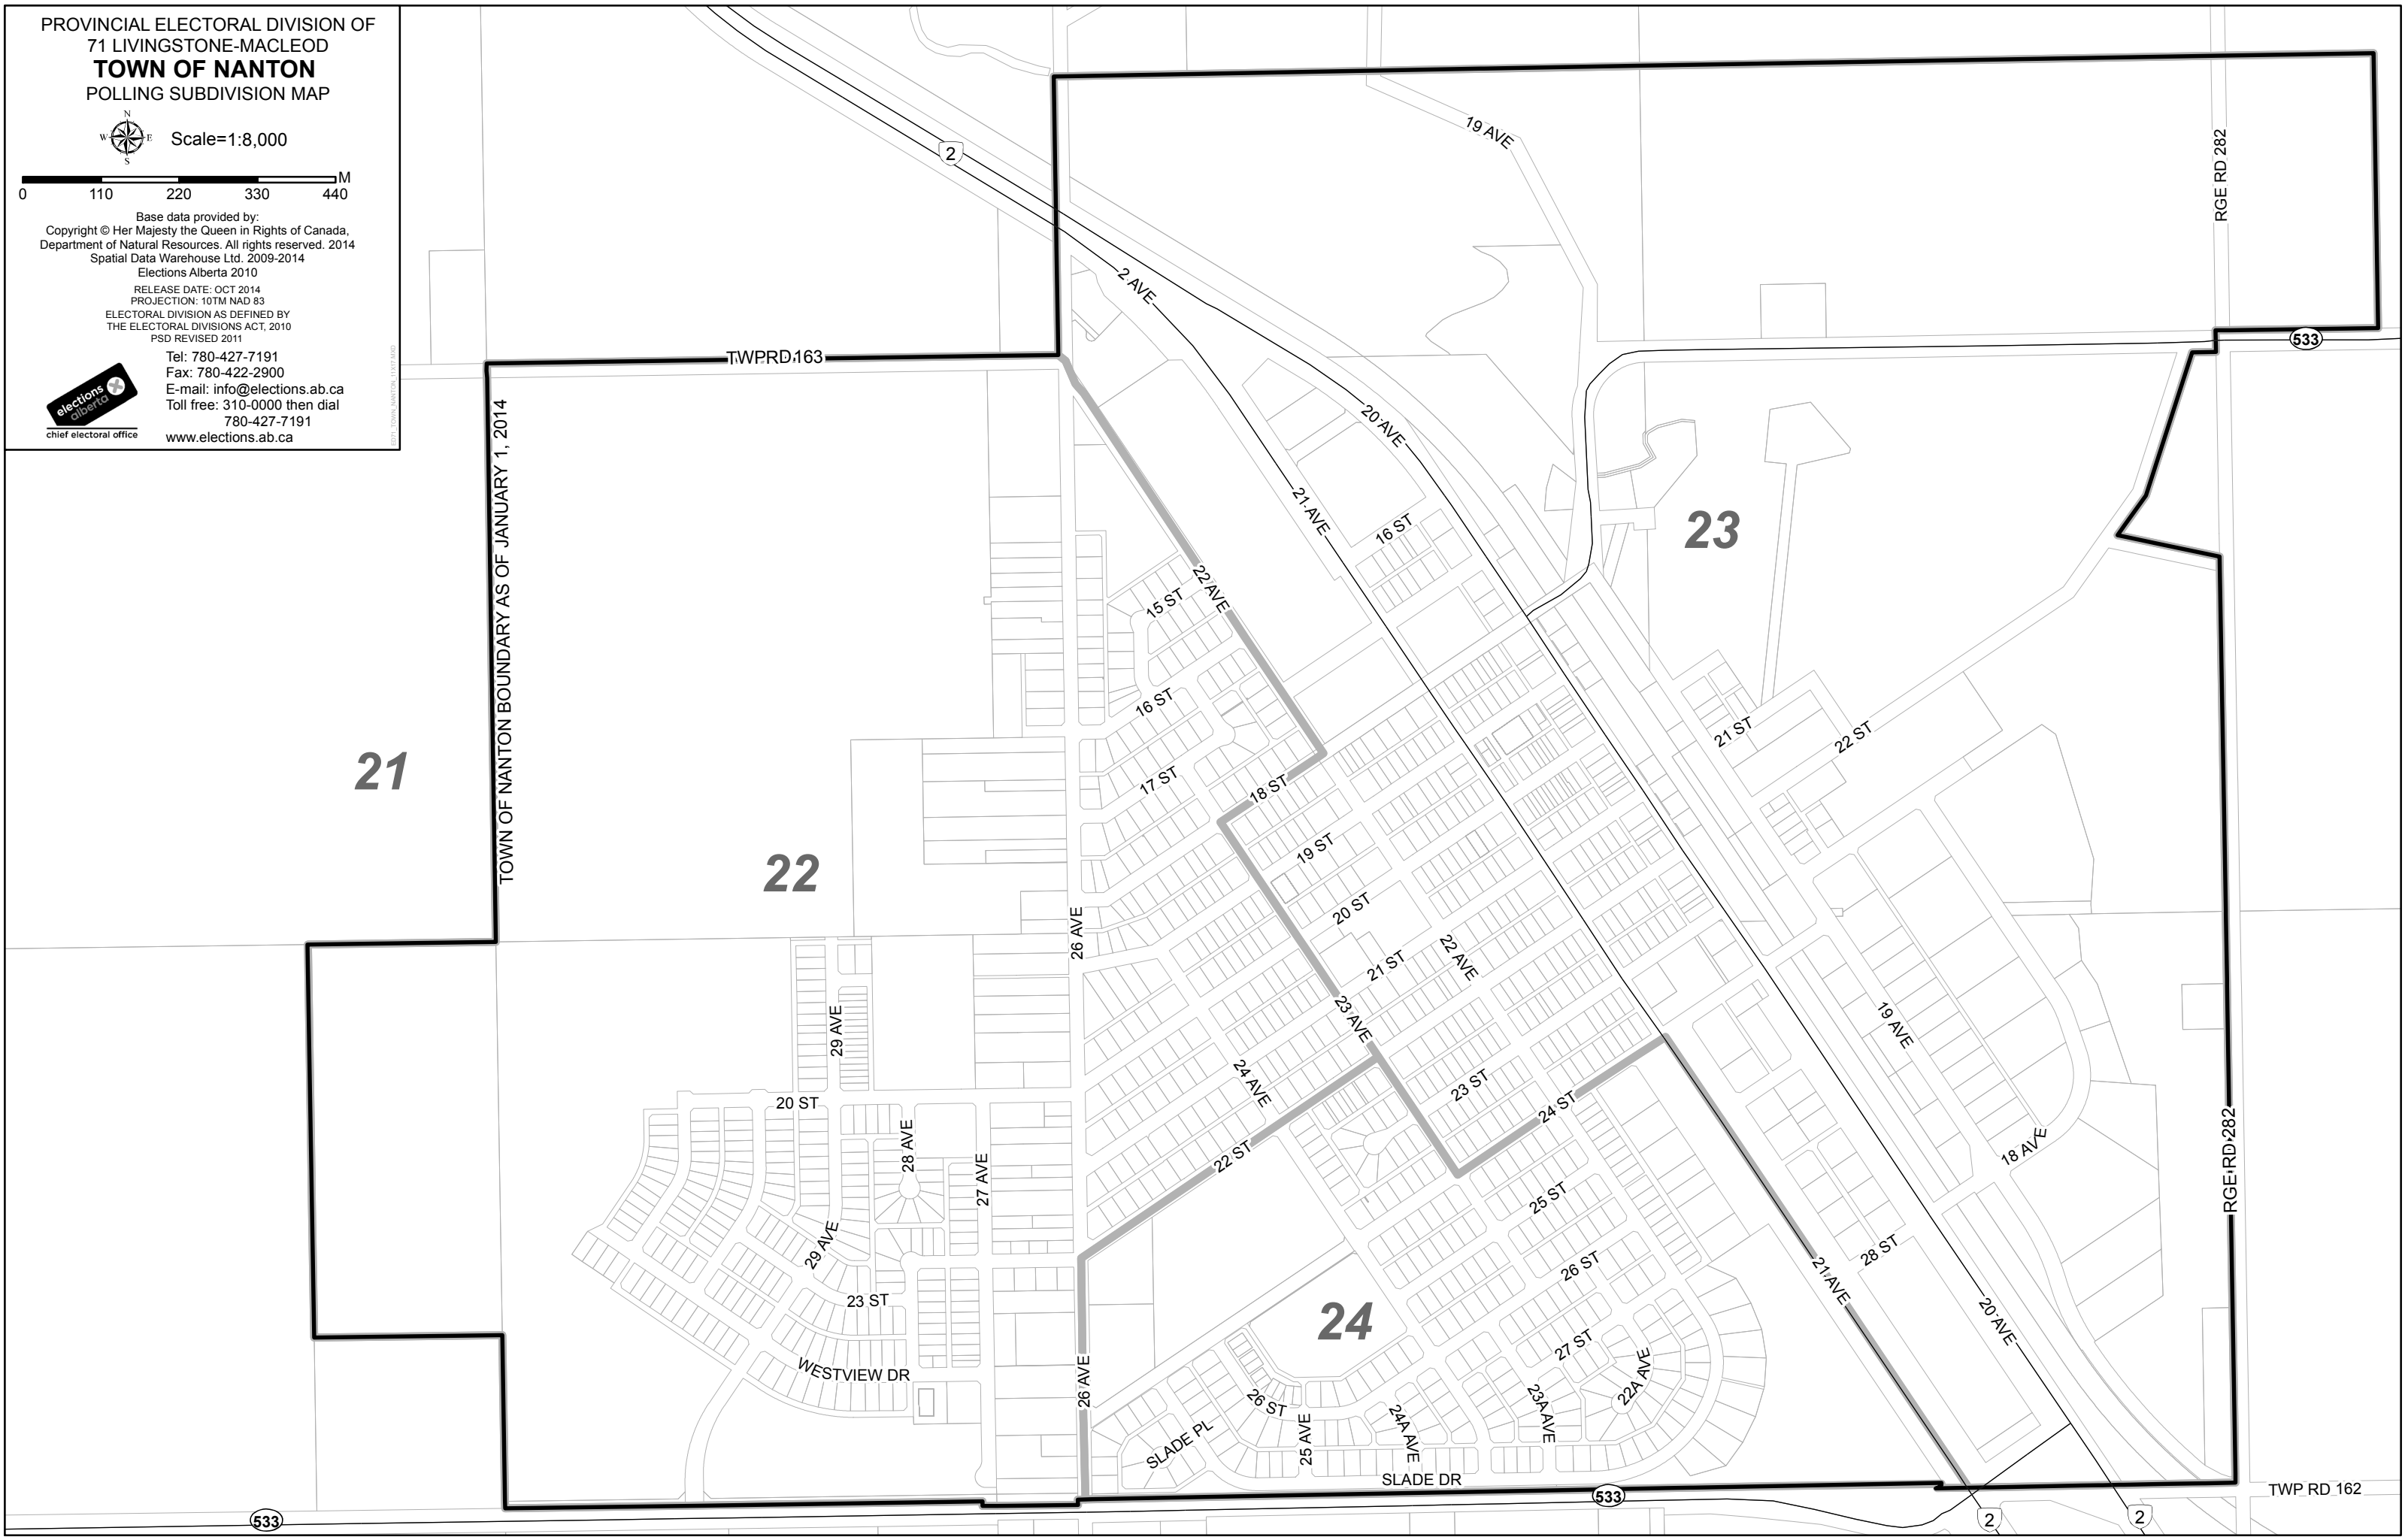 PROVINCIAL ELECTORAL DIVISION OF
71 LIVINGSTONE-MACLEOD
TOWN OF NANTON
POLLING SUBDIVISION MAP
N
W E
S
Scale=1:8,000
M
0 110 220 330 440
Base data provided by:
Copyright © Her Majesty the Queen in Rights of Canada,
Department of Natural Resources. All rights reserved. 2014
Spatial Data Warehouse Ltd. 2009-2014
Elections Alberta 2010
RELEASE DATE: OCT 2014
PROJECTION: 10TM NAD 83
ELECTORAL DIVISION AS DEFINED BY
THE ELECTORAL DIVISIONS ACT, 2010
PSD REVISED 2011
elections
alberta
chief electoral office
Tel: 780-427-7191
Fax: 780-422-2900
E-mail: info@elections.ab.ca
Toll free: 310-0000 then dial
780-427-7191
www.elections.ab.ca
2
19 AVE
RGE RD 282
2 AVE
533
TWP RD 163
TOWN OF NANTON BOUNDARY AS OF JANUARY 1, 2014
20 AVE
21 AVE
16 ST
23
22 AVE
15 ST
16 ST
21 ST
22 ST
21
17 ST
18 ST
22
19 ST
20 ST
26 AVE
21 ST
22 AVE
23 AVE
29 AVE
19 AVE
24 AVE
23 ST
20 ST
24 ST
28 AVE
18 AVE
RGE RD 282
22 ST
27 AVE
25 ST
29 AVE
26 ST
28 ST
21 AVE
23 ST
24
20 AVE
27 ST
WESTVIEW DR
26 AVE
22A AVE
26 ST
23A AVE
24A AVE
25 AVE
SLADE PL
SLADE DR
TWP RD 162
533
533
2
2